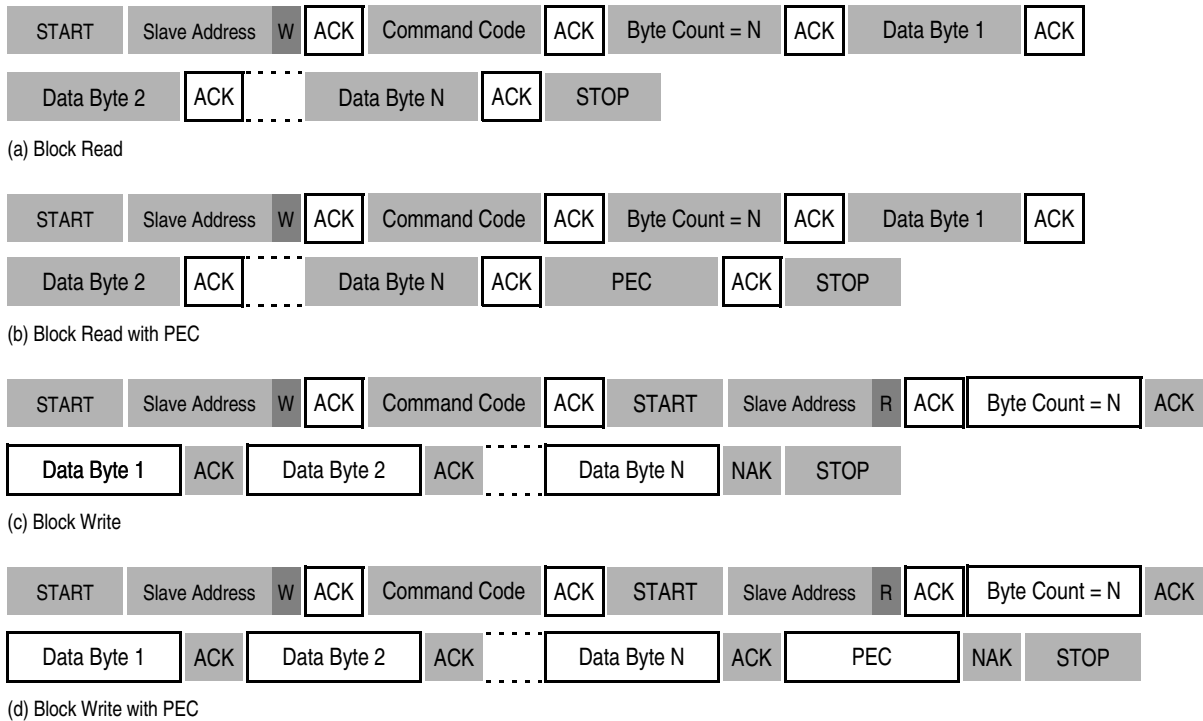 START Slave Address W ACK Command Code ACK Byte Count = N ACK Data Byte 1 ACK
Data Byte 2 ACK Data Byte N ACK STOP
(a) Block Read
START Slave Address W ACK Command Code ACK Byte Count = N ACK Data Byte 1 ACK
Data Byte 2 ACK Data Byte N ACK PEC ACK STOP
(b) Block Read with PEC
START Slave Address W ACK Command Code ACK START Slave Address R ACK Byte Count = N ACK
Data Byte 1 ACK Data Byte 2 ACK Data Byte N NAK STOP
(c) Block Write
START Slave Address W ACK Command Code ACK START Slave Address R ACK Byte Count = N ACK
Data Byte 1 ACK Data Byte 2 ACK Data Byte N ACK PEC NAK STOP
(d) Block Write with PEC